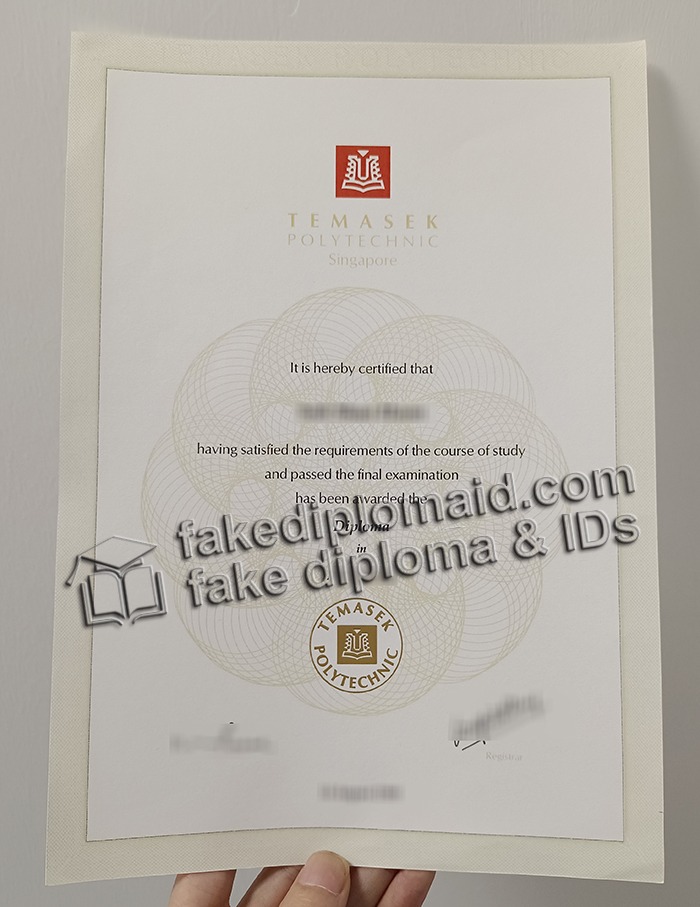 TEMASEK
POLYTECHNIC
Singapore
It is hereby certified that
having satisfied the requirements of the course of study
and passed the final examination
has been awarded the
Diploma
in
fakediplomaid.com
fake diploma & IDs
TEMASEK
POLYTECHNIC
Registrar